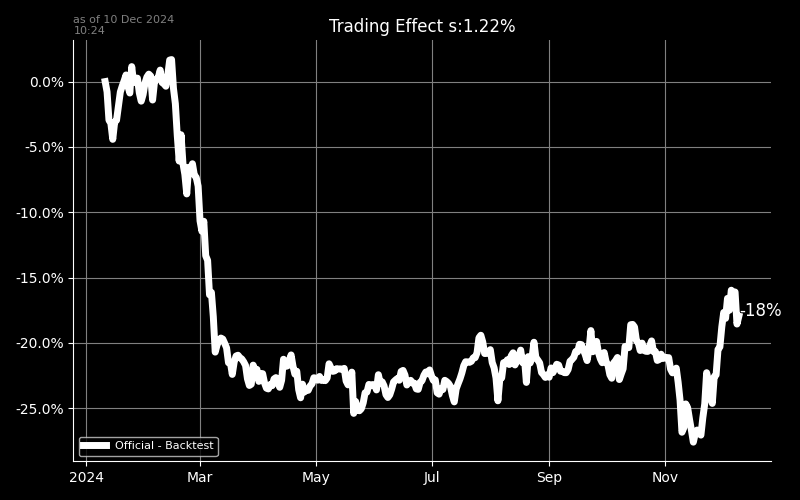 as of 10 Dec 2024
10:24
Trading Effect s:1.22%
0.0%
-5.0%
-10.0%
-15.0%
-20.0%
-25.0%
-18%
Official - Backtest
2024 Mar May Jul Sep Nov